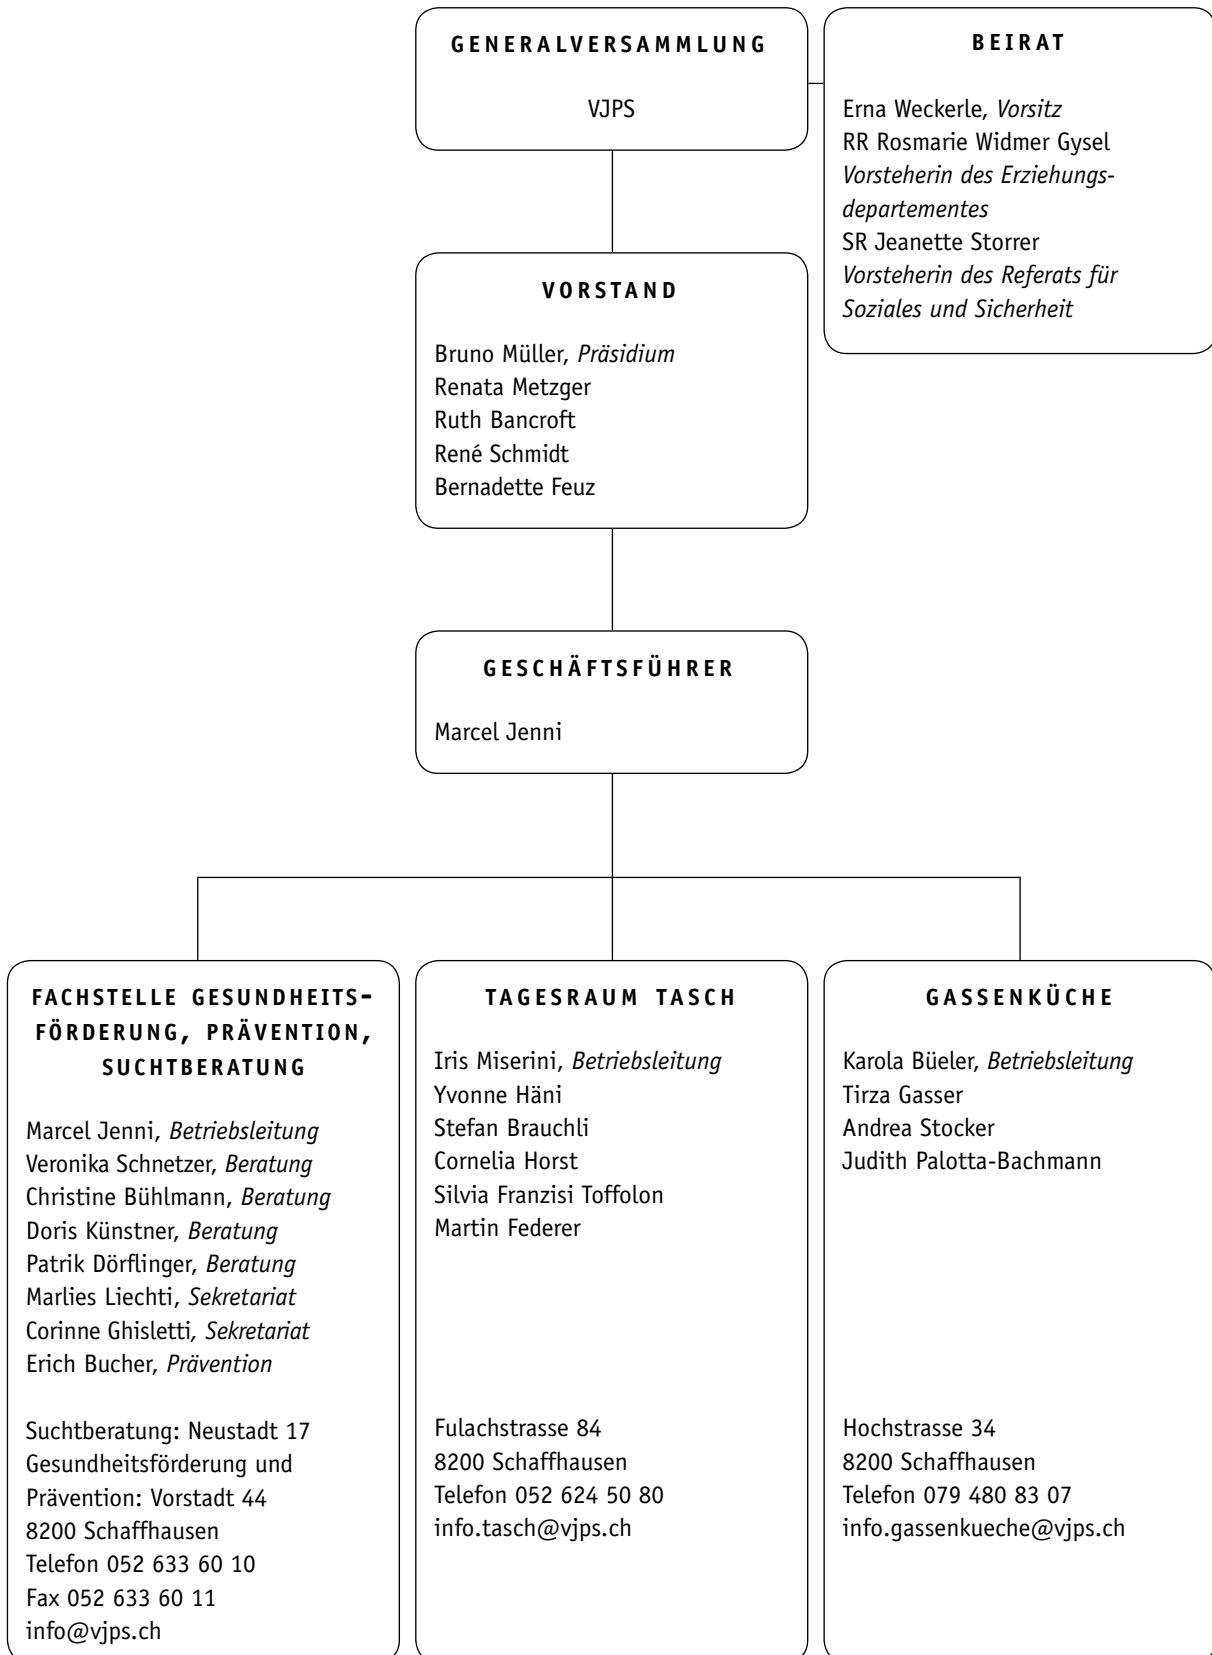 GENERALVERSAMMLUNG
VJPS
BEIRAT
Erna Weckerle, Vorsitz
RR Rosmarie Widmer Gysel
Vorsteherin des Erziehungs-
departementes
SR Jeanette Storrer
Vorsteherin des Referats für
Soziales und Sicherheit
VORSTAND
Bruno Müller, Präsidium
Renata Metzger
Ruth Bancroft
René Schmidt
Bernadette Feuz
GESCHÄFTSFÜHRER
Marcel Jenni
FACHSTELLE GESUNDHEITS-
FÖRDERUNG, PRÄVENTION,
SUCHTBERATUNG
Marcel Jenni, Betriebsleitung
Veronika Schnetzer, Beratung
Christine Bühlmann, Beratung
Doris Künstner, Beratung
Patrik Dörflinger, Beratung
Marlies Liechti, Sekretariat
Corinne Ghisletti, Sekretariat
Erich Bucher, Prävention
Suchtberatung: Neustadt 17
Gesundheitsförderung und
Prävention: Vorstadt 44
8200 Schaffhausen
Telefon 052 633 60 10
Fax 052 633 60 11
info@vjps.ch
TAGESRAUM TASCH
Iris Miserini, Betriebsleitung
Yvonne Häni
Stefan Brauchli
Cornelia Horst
Silvia Franzisi Toffolon
Martin Federer
Fulachstrasse 84
8200 Schaffhausen
Telefon 052 624 50 80
info.tasch@vjps.ch
GASSENKÜCHE
Karola Büeler, Betriebsleitung
Tirza Gasser
Andrea Stocker
Judith Palotta-Bachmann
Hochstrasse 34
8200 Schaffhausen
Telefon 079 480 83 07
info.gassenkueche@vjps.ch